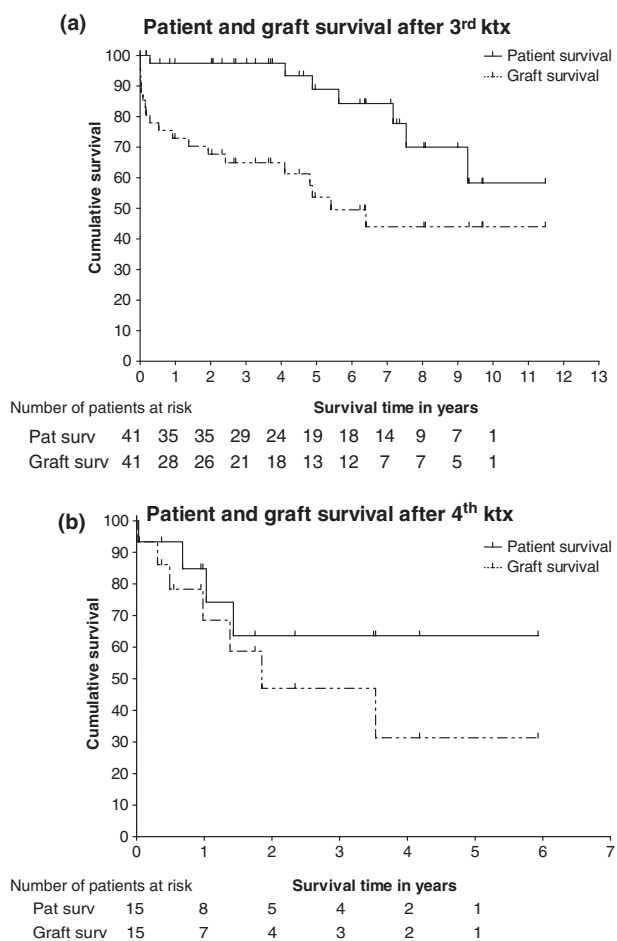 (a) Patient and graft survival after 3rd ktx
Patient survival
Graft survival
Cumulative survival
100
90
80
70
60
50
40
30
20
10
0
0 1 2 3 4 5 6 7 8 9 10 11 12 13
Number of patients at risk Survival time in years
Pat surv 41 35 35 29 24 19 18 14 9 7 1
Graft surv 41 28 26 21 18 13 12 7 7 5 1
(b) Patient and graft survival after 4th ktx
Patient survival
Graft survival
Cumulative survival
100
90
80
70
60
50
40
30
20
10
0
0 1 2 3 4 5 6 7
Number of patients at risk Survival time in years
Pat surv 15 8 5 4 2 1
Graft surv 15 7 4 3 2 1